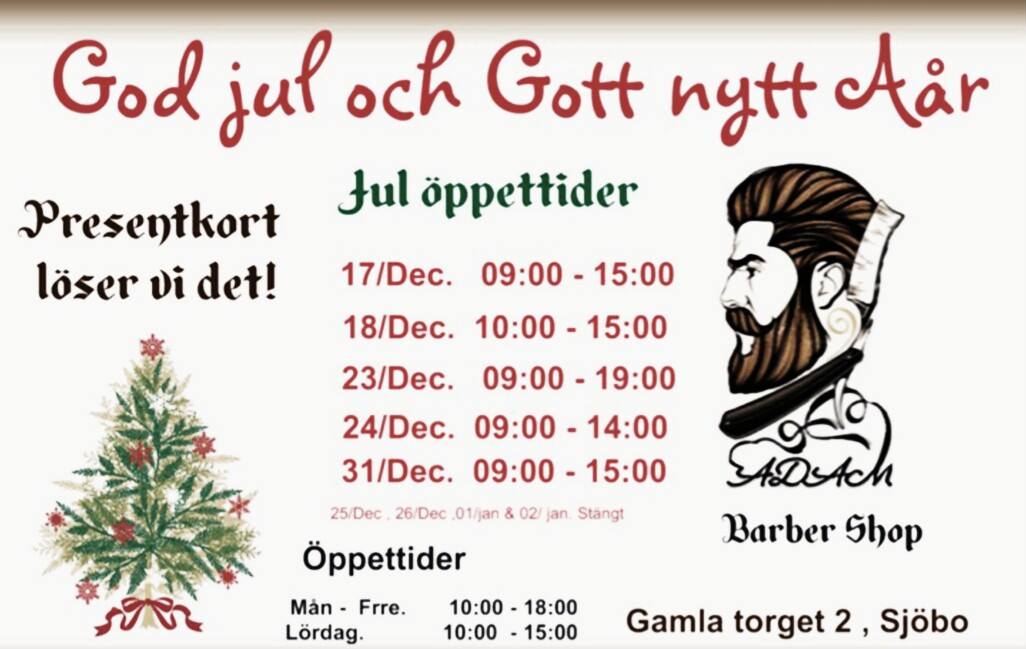 God jul och Gott nytt Aår
Jul öppettider
Presentkort
löser vi det!
17/Dec. 09:00 - 15:00
18/Dec. 10:00 - 15:00
23/Dec. 09:00 - 19:00
24/Dec. 09:00 - 14:00
31/Dec. 09:00 - 15:00
25/Dec , 26/Dec ,01/jan & 02/ jan. Stängt
ADAM
Barber Shop
Öppettider
Mån - Frre. 10:00 - 18:00
Lördag. 10:00 - 15:00
Gamla torget 2 , Sjöbo